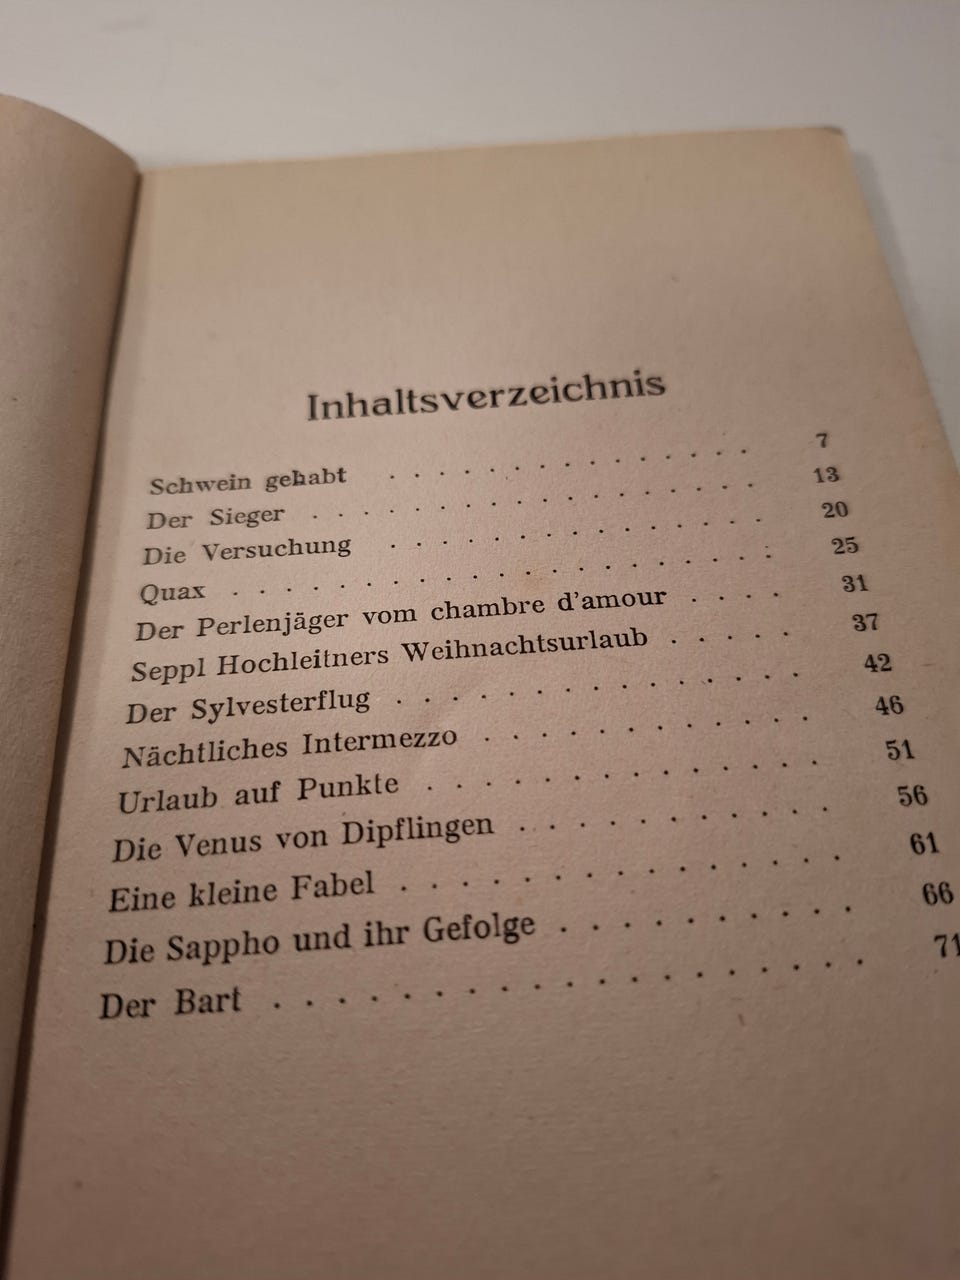 Inhaltsverzeichnis
Schwein gehabt . . . . . . . . . . . . . . . 7
Der Sieger . . . . . . . . . . . . . . . . . . 13
Die Versuchung . . . . . . . . . . . . . . . 20
Quax . . . . . . . . . . . . . . . . . . . . . 25
Der Perlenjäger vom chambre d'amour . . . . 31
Seppl Hochleitners Weihnachtsurlaub . . . . . 37
Der Sylvesterflug . . . . . . . . . . . . . . . 42
Nächtliches Intermezzo . . . . . . . . . . . . 46
Urlaub auf Punkte . . . . . . . . . . . . . . 51
Die Venus von Dipflingen . . . . . . . . . . . 56
Eine kleine Fabel . . . . . . . . . . . . . . . 61
Die Sappho und ihr Gefolge . . . . . . . . . . 66
Der Bart . . . . . . . . . . . . . . . . . . . 71